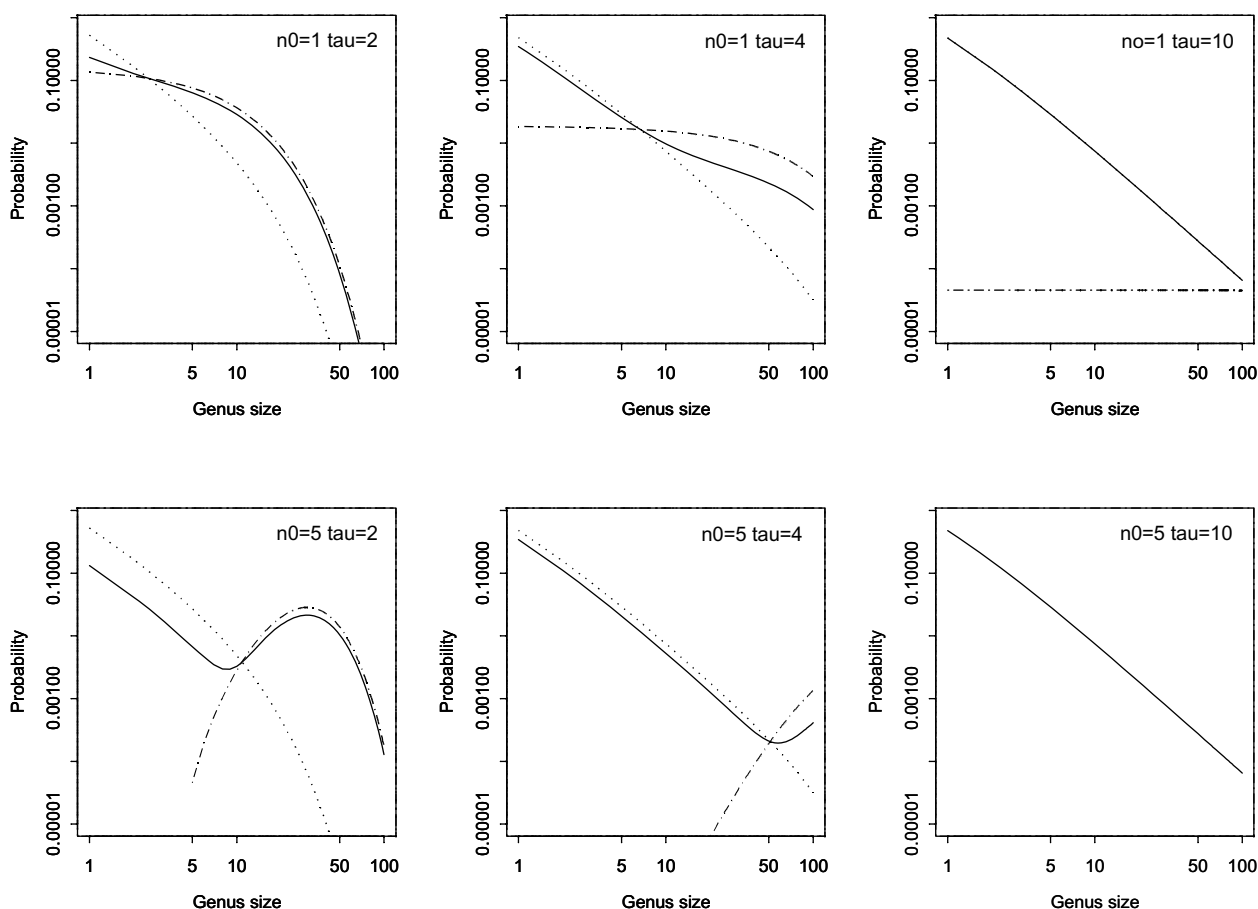 n0=1 tau=2
Probability
0.10000
0.00100
0.00001
1 5 10 50 100
Genus size
n0=1 tau=4
Probability
0.10000
0.00100
0.00001
1 5 10 50 100
Genus size
no=1 tau=10
Probability
0.10000
0.00100
0.00001
1 5 10 50 100
Genus size
n0=5 tau=2
Probability
0.10000
0.00100
0.00001
1 5 10 50 100
Genus size
n0=5 tau=4
Probability
0.10000
0.00100
0.00001
1 5 10 50 100
Genus size
n0=5 tau=10
Probability
0.10000
0.00100
0.00001
1 5 10 50 100
Genus size